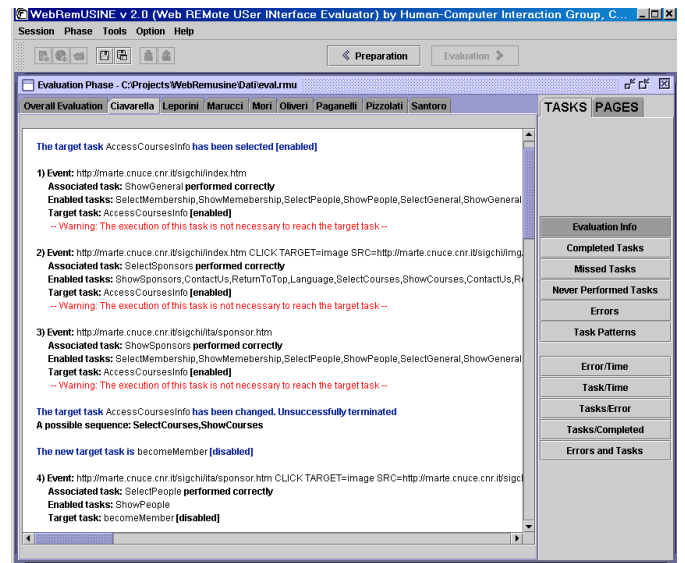 WebRemUSINE v 2.0 (Web REMote USer INterface Evaluator) by Human-Computer Interaction Group, C...
Session Phase Tools Option Help
Preparation
Evaluation
Evaluation Phase - C:\Projects\WebRemusine\Dati\eval.rmu
Overall Evaluation Ciavarella Leporini Marucci Mori Oliveri Paganelli Pizzolati Santoro
TASKS PAGES
The target task AccessCoursesInfo has been selected [enabled]
1) Event: http://marte.cnuce.cnr.it/sigchi/index.htm
Associated task: ShowGeneral performed correctly
Enabled tasks: SelectMembership,ShowMemebership,SelectPeople,ShowPeople,SelectGeneral,ShowGeneral
Target task: AccessCoursesInfo [enabled]
-- Warning: The execution of this task is not necessary to reach the target task --
2) Event: http://marte.cnuce.cnr.it/sigchi/index.htm CLICK TARGET=image SRC=http://marte.cnuce.cnr.it/sigchi/img.
Associated task: SelectSponsors performed correctly
Enabled tasks: ShowSponsors,ContactUs,ReturnToTop,Language,SelectCourses,ShowCourses,ContactUs,Re
Target task: AccessCoursesInfo [enabled]
-- Warning: The execution of this task is not necessary to reach the target task --
3) Event: http://marte.cnuce.cnr.it/sigchi/ita/sponsor.htm
Associated task: ShowSponsors performed correctly
Enabled tasks: SelectMembership,ShowMemebership,SelectPeople,ShowPeople,SelectGeneral,ShowGeneral
Target task: AccessCoursesInfo [enabled]
-- Warning: The execution of this task is not necessary to reach the target task --
The target task AccessCoursesInfo has been changed. Unsuccessfully terminated
A possible sequence: SelectCourses,ShowCourses
The new target task is becomeMember [disabled]
4) Event: http://marte.cnuce.cnr.it/sigchi/ita/sponsor.htm CLICK TARGET=image SRC=http://marte.cnuce.cnr.it/sigcl
Associated task: SelectPeople performed correctly
Enabled tasks: ShowPeople
Target task: becomeMember [disabled]
Evaluation Info
Completed Tasks
Missed Tasks
Never Performed Tasks
Errors
Task Patterns
Error/Time
Task/Time
Tasks/Error
Tasks/Completed
Errors and Tasks